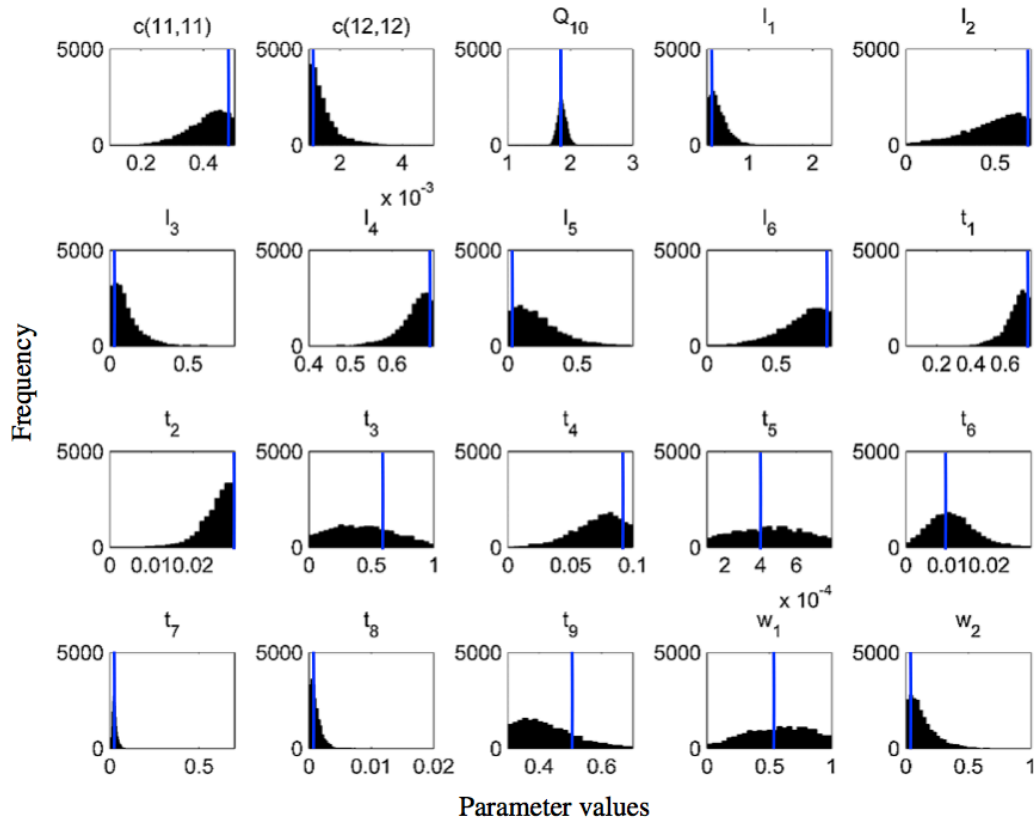 c(11,11) c(12,12) Q10 l1 l2
5000 5000 5000 5000 5000
0 0 0 0 0
0.2 0.4 2 4 1 2 3 1 2 0 0.5
x 10-3
l3 l4 l5 l6 t1
5000 5000 5000 5000 5000
0 0 0 0 0
0 0.5 0.4 0.5 0.6 0 0.5 0 0.5 0.2 0.4 0.6
Frequency
t2 t3 t4 t5 t6
5000 5000 5000 5000 5000
0 0 0 0 0
0 0.010.02 0 0.5 1 0 0.05 0.1 2 4 6 0 0.010.02
x 10-4
t7 t8 t9 w1 w2
5000 5000 5000 5000 5000
0 0 0 0 0
0 0.5 0 0.01 0.02 0.4 0.6 0 0.5 1 0 1
Parameter values